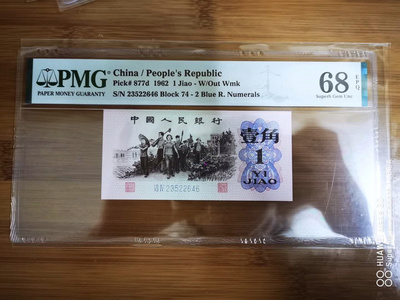 PMG
PAPER MONEY GUARANTY
China / People's Republic
Pick# 877d 1962 1 Jiao - W/Out Wmk
S/N 23522646 Block 74 - 2 Blue R. Numerals
68 EPQ
Superb Gem Unc
中國人民銀行
壹角
1
YI
JIAO
23522646